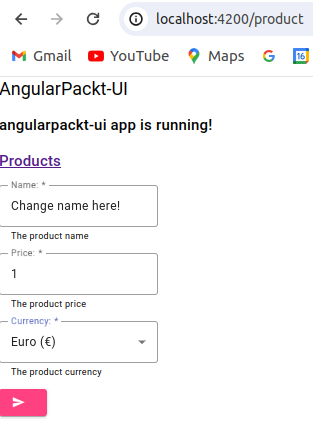 localhost:4200/product
Gmail YouTube Maps G 16
AngularPackt-UI
angularpackt-ui app is running!
Products
Name: *
Change name here!
The product name
Price: *
1
The product price
Currency: *
Euro (€)
The product currency